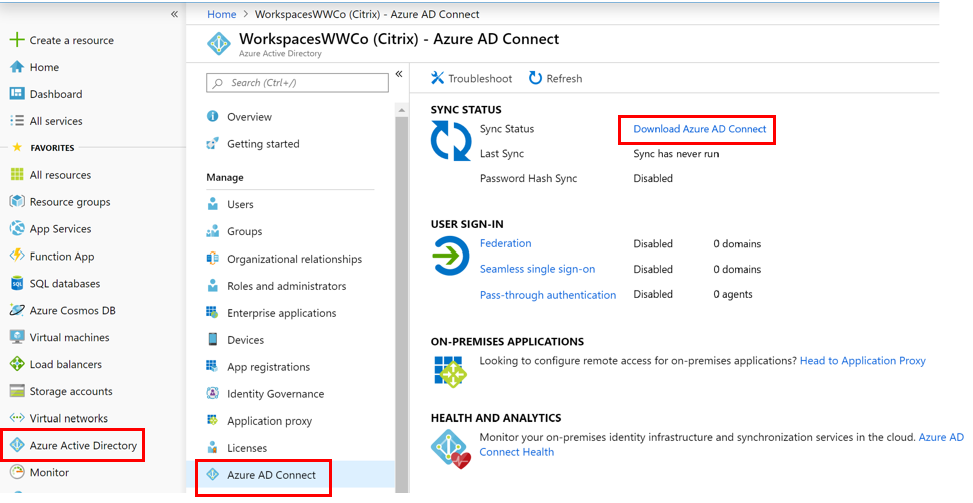 «
Create a resource
Home
Dashboard
All services
FAVORITES
All resources
Resource groups
App Services
Function App
SQL databases
Azure Cosmos DB
Virtual machines
Load balancers
Storage accounts
Virtual networks
Azure Active Directory
Monitor
Home > WorkspacesWWCo (Citrix) - Azure AD Connect
WorkspacesWWCo (Citrix) - Azure AD Connect
Azure Active Directory
Search (Ctrl+/)
«
Overview
Getting started
Manage
Users
Groups
Organizational relationships
Roles and administrators
Enterprise applications
Devices
App registrations
Identity Governance
Application proxy
Licenses
Azure AD Connect
Troubleshoot Refresh
SYNC STATUS
Sync Status Download Azure AD Connect
Last Sync Sync has never run
Password Hash Sync Disabled
USER SIGN-IN
Federation Disabled 0 domains
Seamless single sign-on Disabled 0 domains
Pass-through authentication Disabled 0 agents
ON-PREMISES APPLICATIONS
Looking to configure remote access for on-premises applications? Head to Application Proxy
HEALTH AND ANALYTICS
Monitor your on-premises identity infrastructure and synchronization services in the cloud. Azure AD
Connect Health